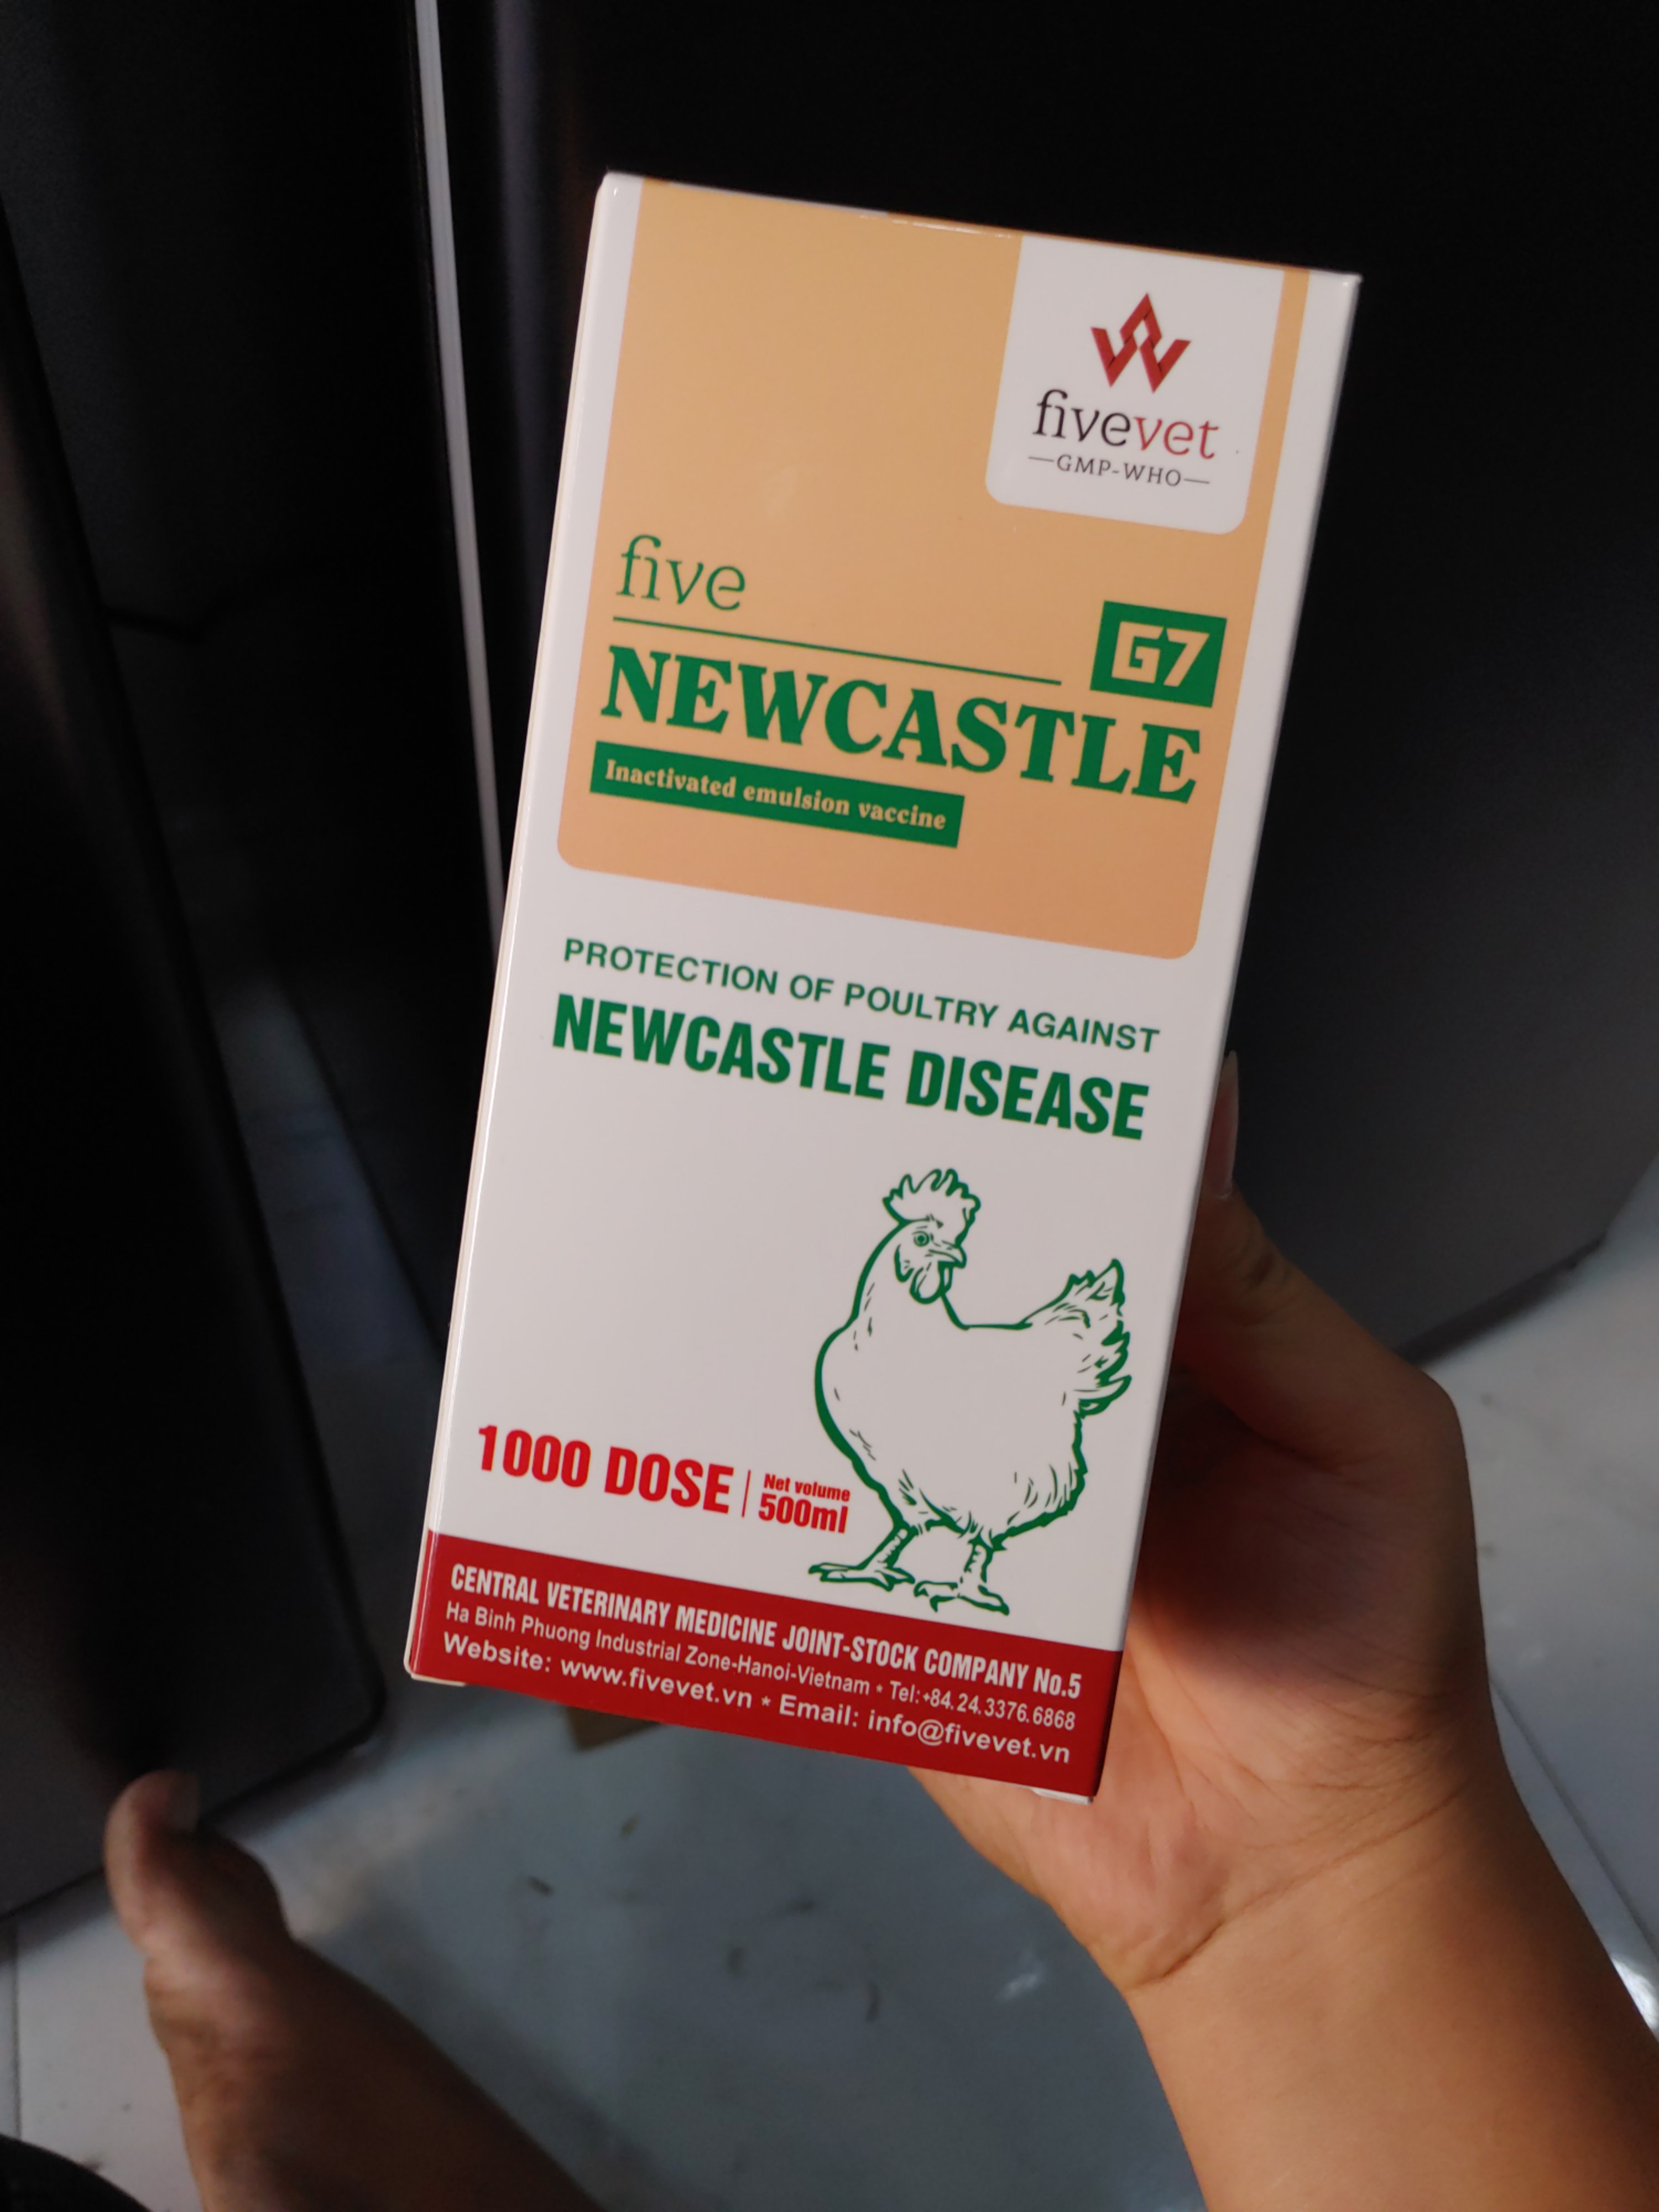 fivevet
—GMP-WHO—
five
G7
NEWCASTLE
Inactivated emulsion vaccine
PROTECTION OF POULTRY AGAINST
NEWCASTLE DISEASE
1000 DOSE
Net volume
500ml
CENTRAL VETERINARY MEDICINE JOINT-STOCK COMPANY No.5
Ha Binh Phuong Industrial Zone-Hanoi-Vietnam * Tel:+84.24.3376.6868
Website: www.fivevet.vn * Email: info@fivevet.vn